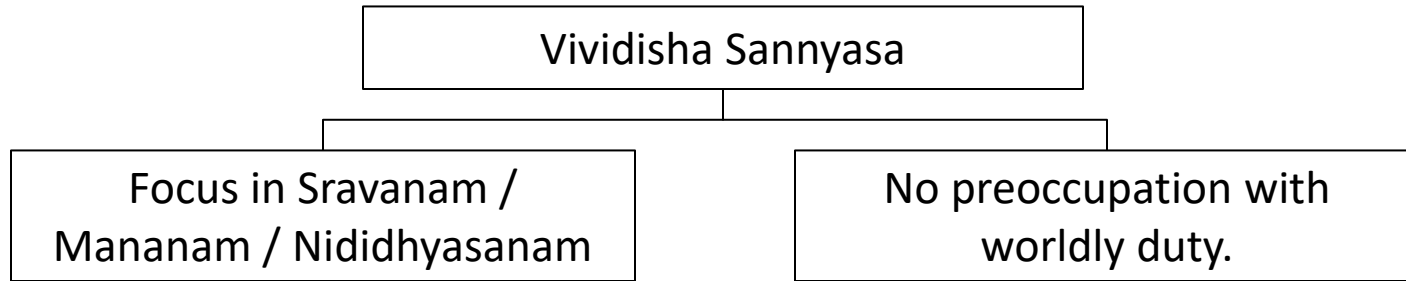 Vividisha Sannyasa
Focus in Sravanam /
Mananam / Nididhyasanam
No preoccupation with
worldly duty.